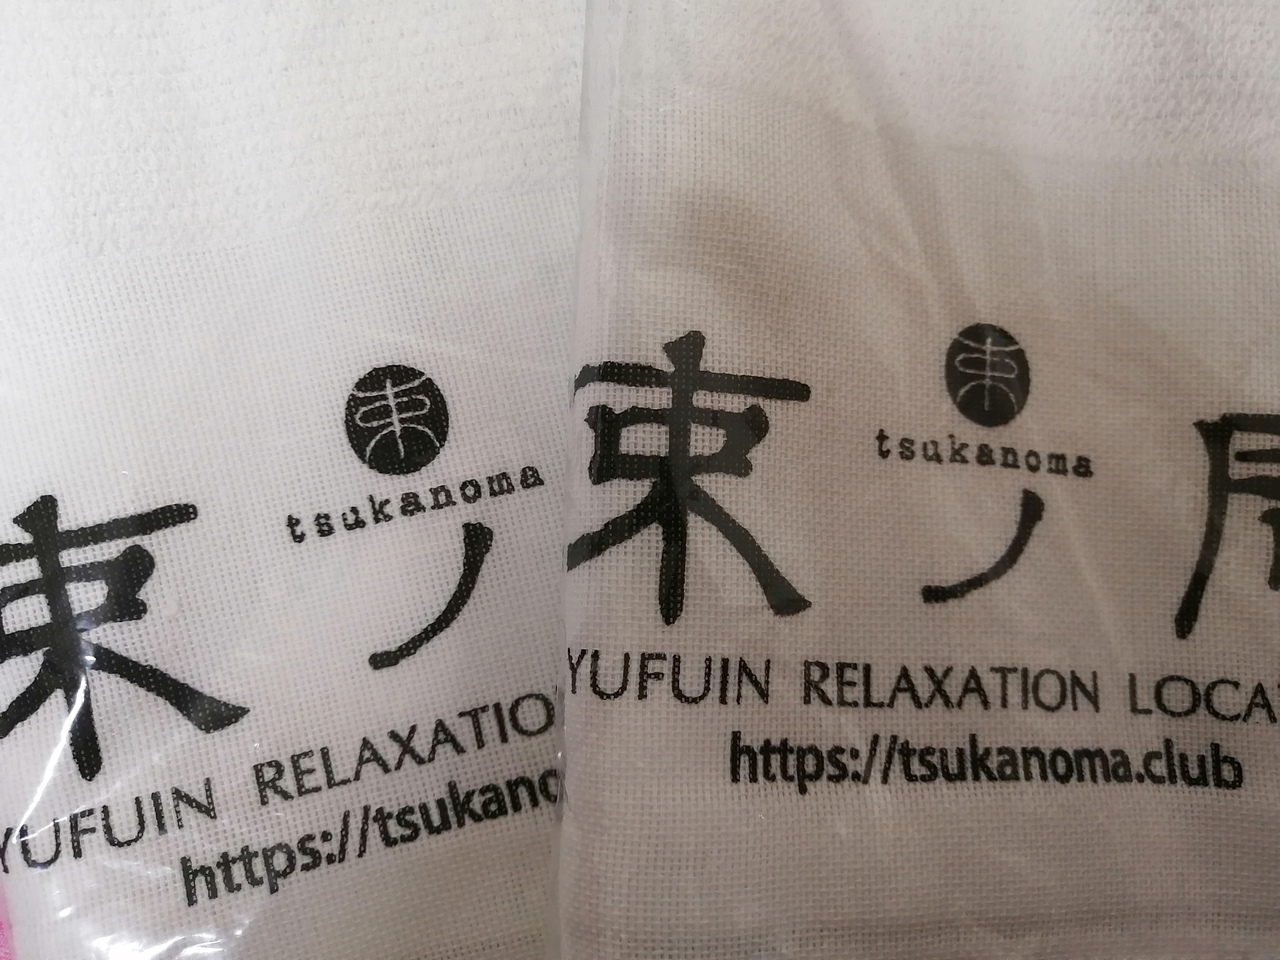 束
tsukanoma
束ノ
YUFUIN RELAXATIO
https://tsukano
束
tsukanoma
束ノ
YUFUIN RELAXATION LOCA
https://tsukanoma.club